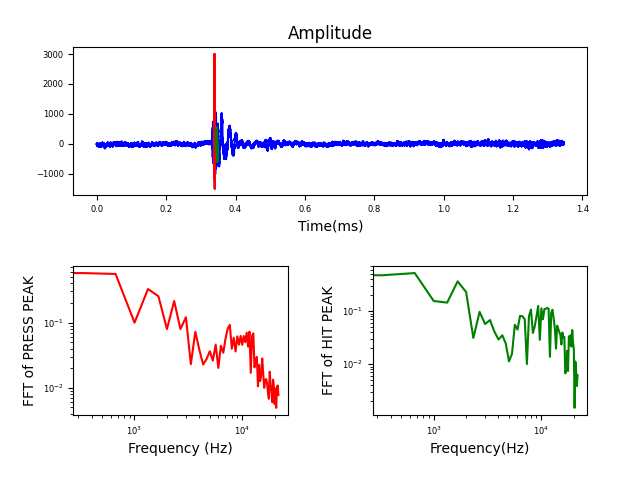 Amplitude
3000
2000
1000
0
−1000
0.0 0.2 0.4 0.6 0.8 1.0 1.2 1.4
Time(ms)
FFT of PRESS PEAK
10⁻¹
10⁻²
10³ 10⁴
Frequency (Hz)
FFT of HIT PEAK
10⁻¹
10⁻²
10³ 10⁴
Frequency(Hz)